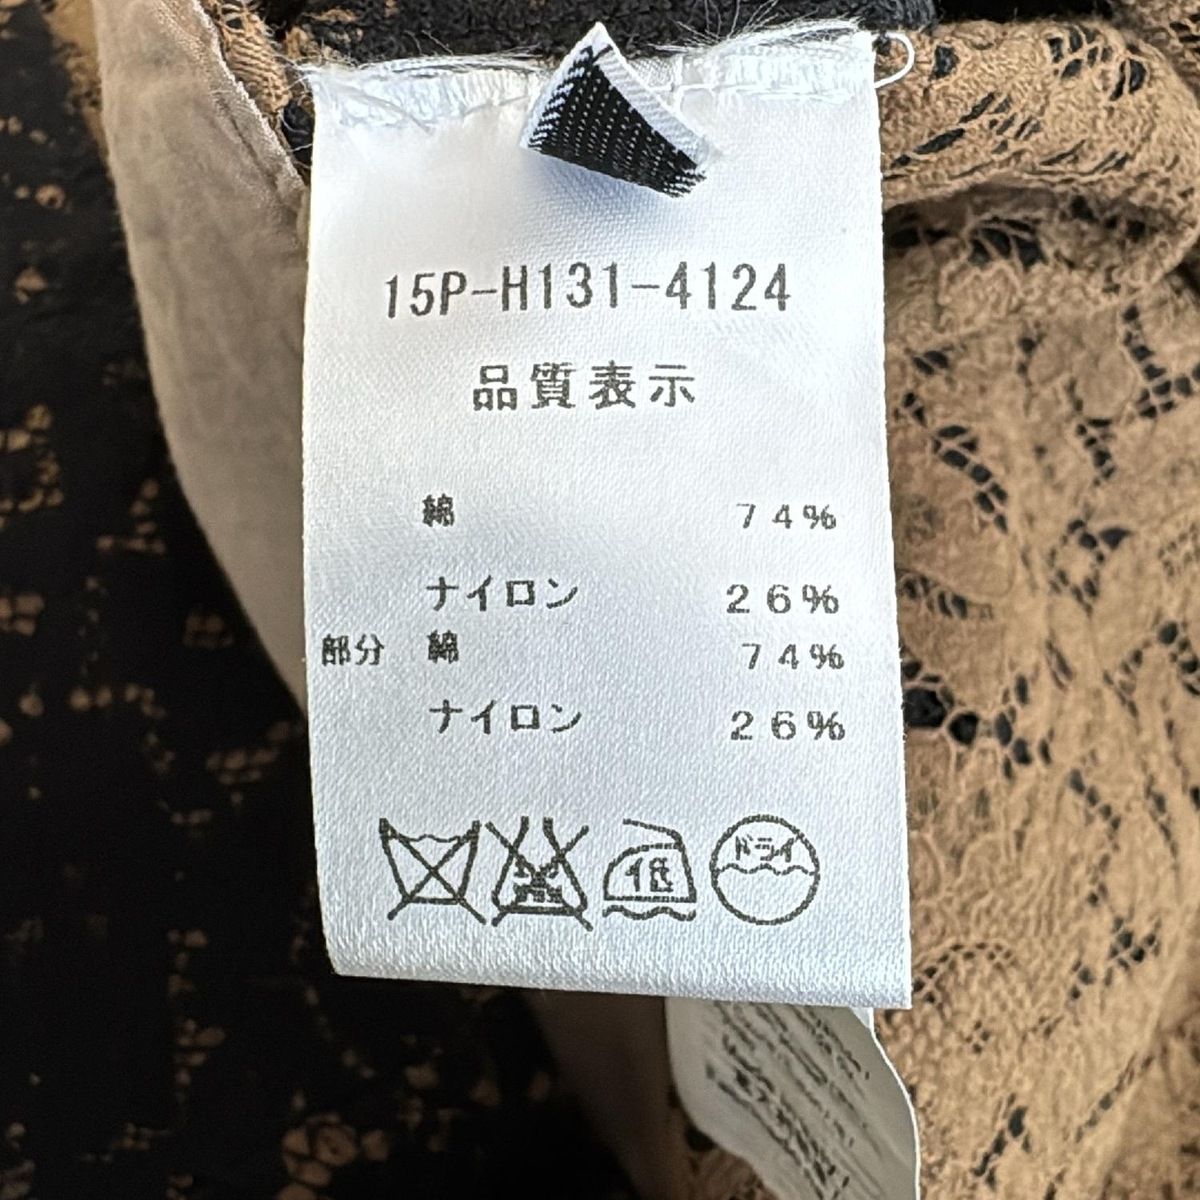 15P-H131-4124
品質表示
綿 74%
ナイロン 26%
部分 綿 74%
ナイロン 26%
低 ドライ